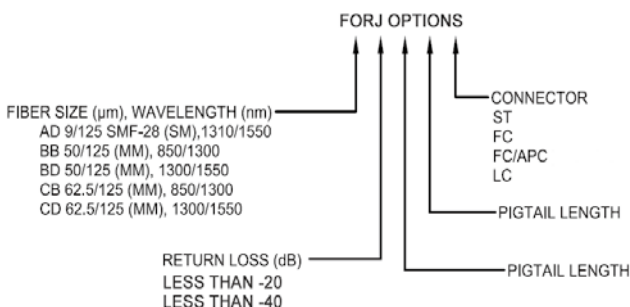 FORJ OPTIONS
FIBER SIZE (µm), WAVELENGTH (nm)
AD 9/125 SMF-28 (SM),1310/1550
BB 50/125 (MM), 850/1300
BD 50/125 (MM), 1300/1550
CB 62.5/125 (MM), 850/1300
CD 62.5/125 (MM), 1300/1550
RETURN LOSS (dB)
LESS THAN -20
LESS THAN -40
CONNECTOR
ST
FC
FC/APC
LC
PIGTAIL LENGTH
PIGTAIL LENGTH